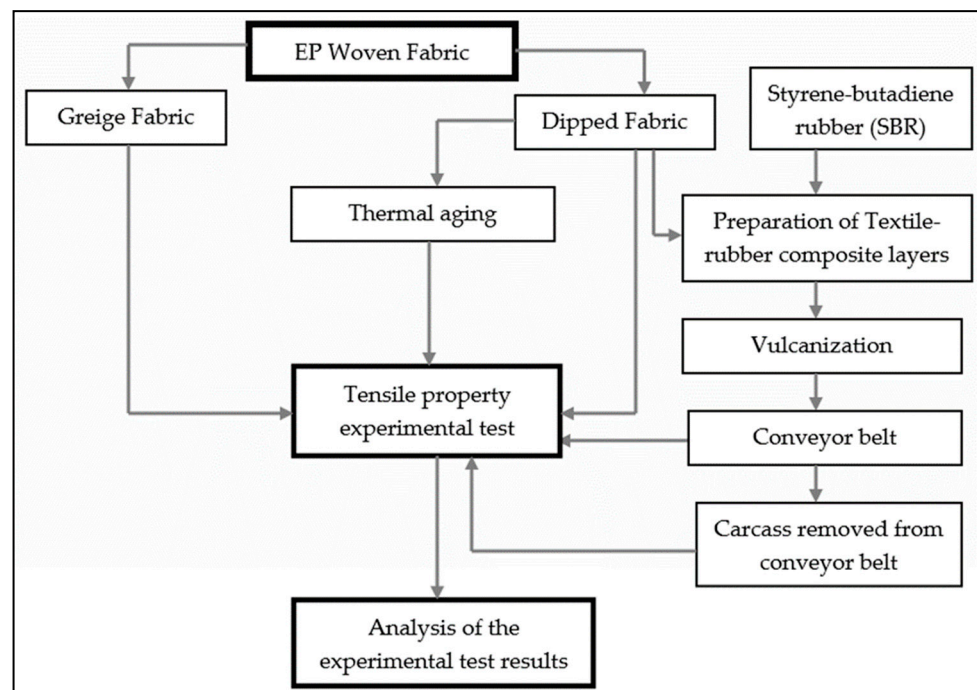 EP Woven Fabric
Greige Fabric
Dipped Fabric
Styrene-butadiene
rubber (SBR)
Thermal aging
Preparation of Textile-
rubber composite layers
Vulcanization
Tensile property
experimental test
Conveyor belt
Carcass removed from
conveyor belt
Analysis of the
experimental test results